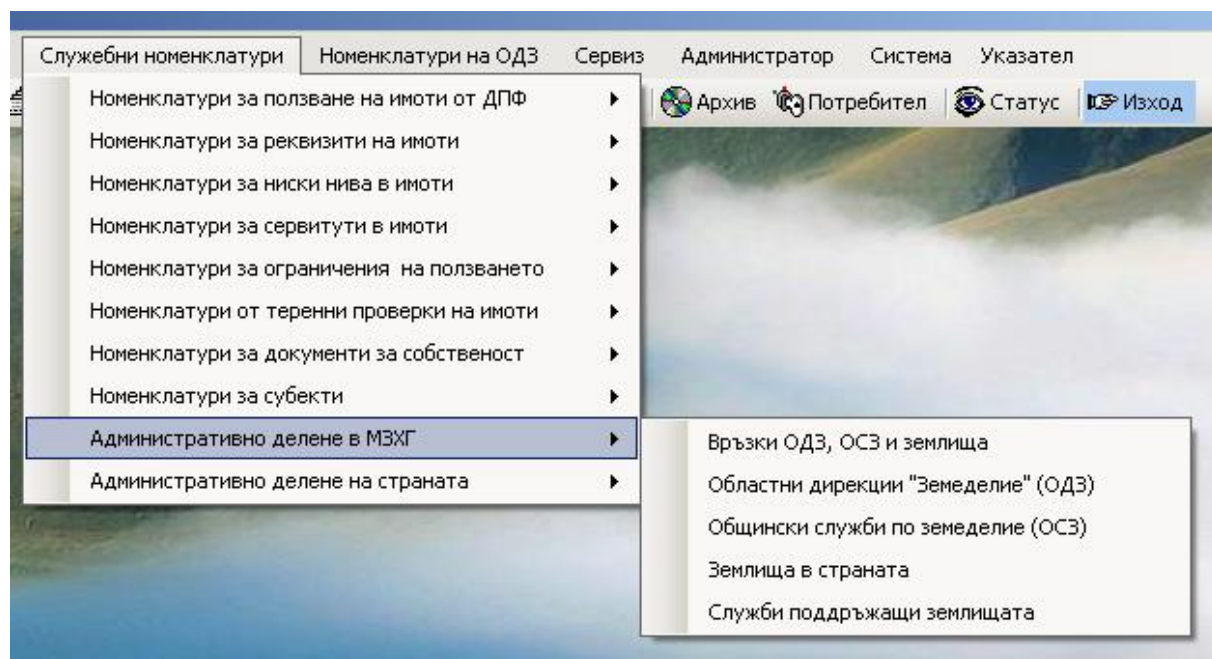 Служебни номенклатури Номенклатури на ОДЗ Сервиз Администратор Система Указател
Архив Потребител Статус Изход
Номенклатури за ползване на имоти от ДПФ
Номенклатури за реквизити на имоти
Номенклатури за ниски нива в имоти
Номенклатури за сервитути в имоти
Номенклатури за ограничения на ползването
Номенклатури от теренни проверки на имоти
Номенклатури за документи за собственост
Номенклатури за субекти
Административно делене в МЗХГ
Административно делене на страната
Връзки ОДЗ, ОСЗ и землища
Областни дирекции "Земеделие" (ОДЗ)
Общински служби по земеделие (ОСЗ)
Землища в страната
Служби поддръжащи землищата